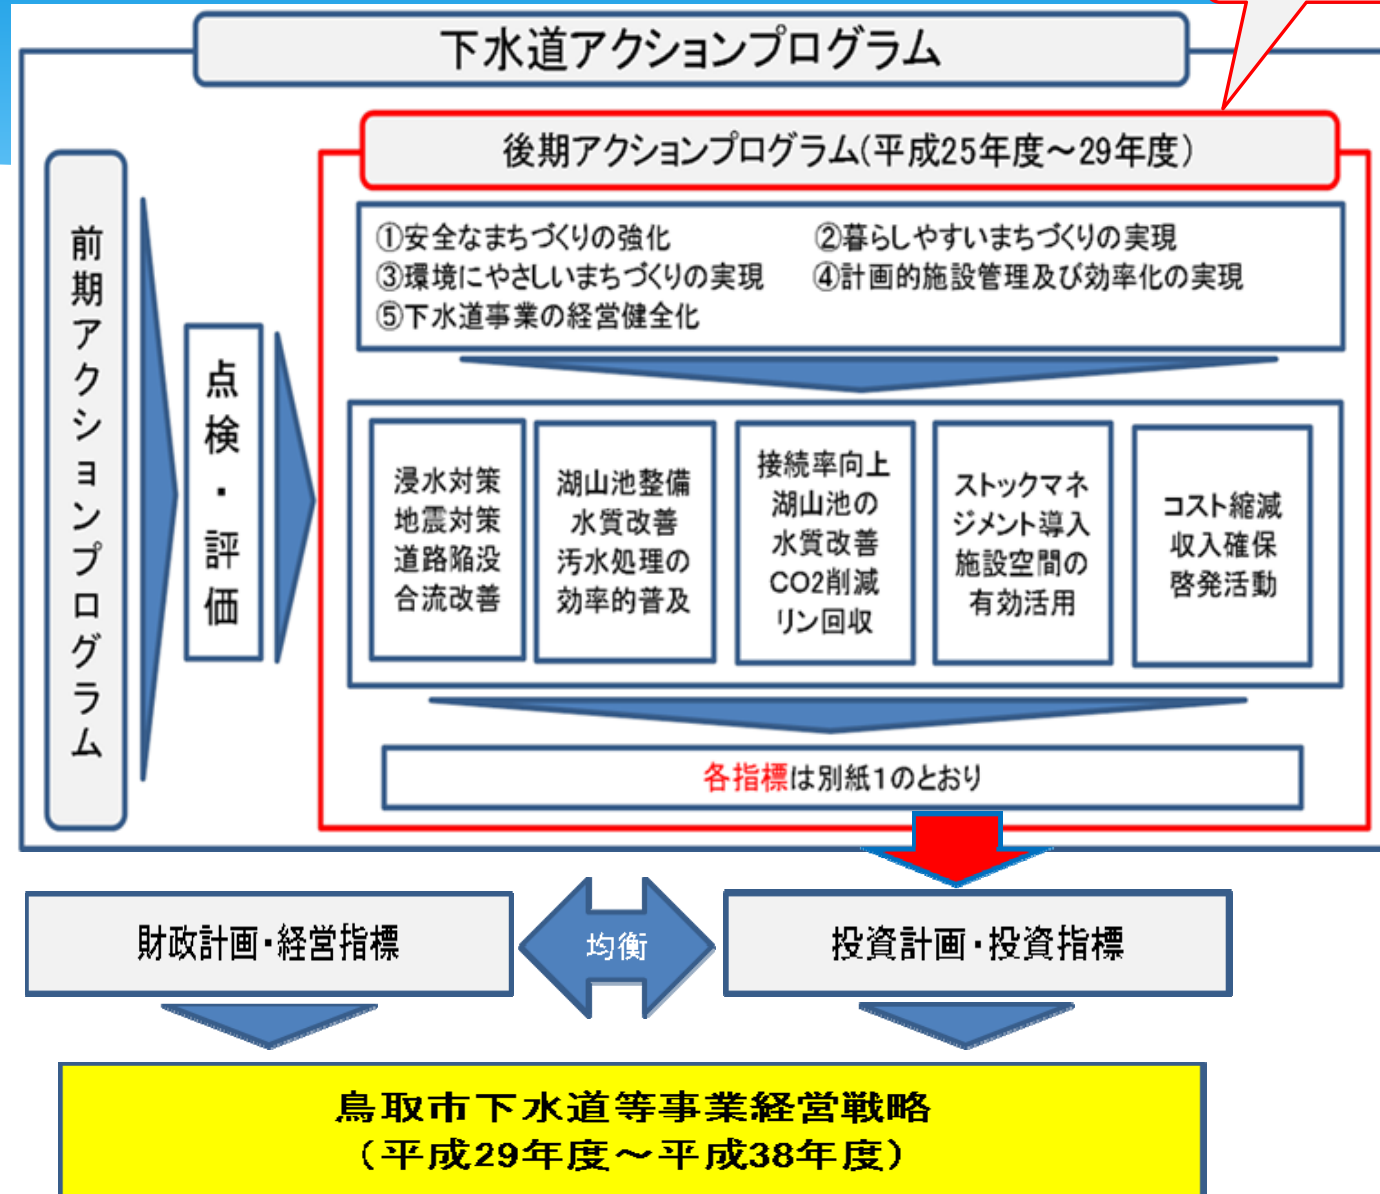 下水道アクションプログラム
後期アクションプログラム(平成25年度～29年度)
前期アクションプログラム
点検・評価
①安全なまちづくりの強化
②暮らしやすいまちづくりの実現
③環境にやさしいまちづくりの実現
④計画的施設管理及び効率化の実現
⑤下水道事業の経営健全化
浸水対策
地震対策
道路陥没
合流改善
湖山池整備
水質改善
汚水処理の
効率的普及
接続率向上
湖山池の
水質改善
CO2削減
リン回収
ストックマネ
ジメント導入
施設空間の
有効活用
コスト縮減
収入確保
啓発活動
各指標は別紙1のとおり
財政計画・経営指標
均衡
投資計画・投資指標
鳥取市下水道等事業経営戦略
（平成29年度～平成38年度）